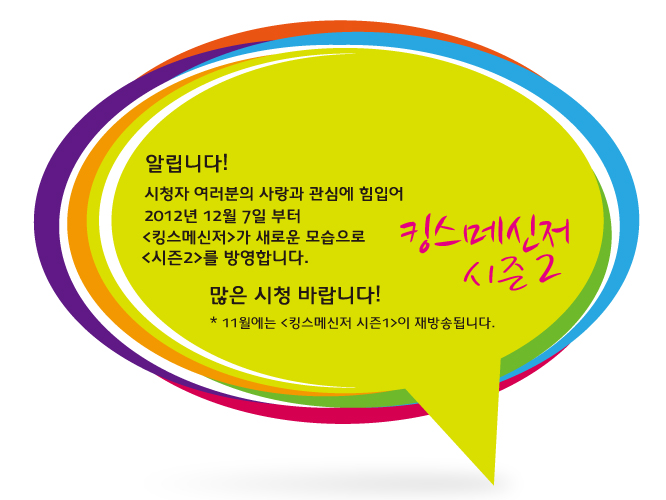 알립니다!
시청자 여러분의 사랑과 관심에 힘입어
2012년 12월 7일 부터
<킹스메신저>가 새로운 모습으로
<시즌2>를 방영합니다.
킹스메신저
시즌2
많은 시청 바랍니다!
* 11월에는 <킹스메신저 시즌1>이 재방송됩니다.